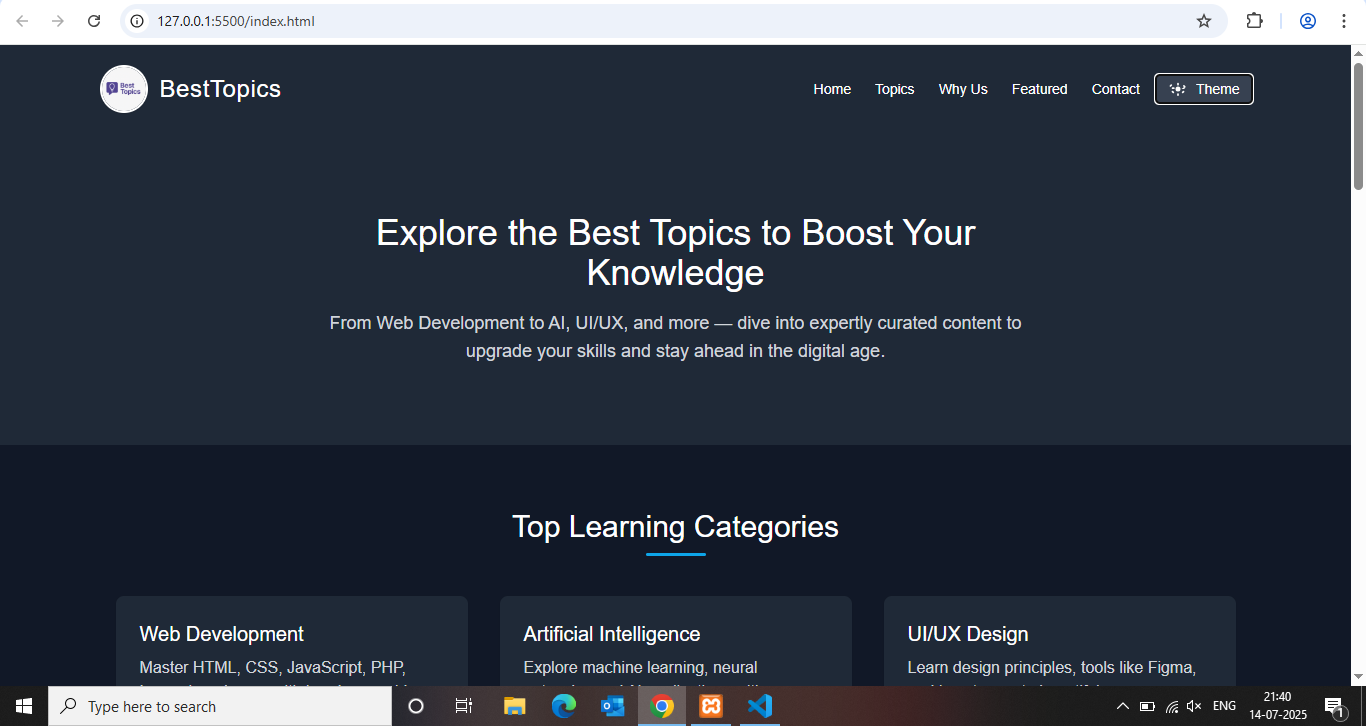 127.0.0.1:5500/index.html
Best Topics
BestTopics
Home Topics Why Us Featured Contact Theme
Explore the Best Topics to Boost Your
Knowledge
From Web Development to AI, UI/UX, and more — dive into expertly curated content to
upgrade your skills and stay ahead in the digital age.
Top Learning Categories
Web Development
Master HTML, CSS, JavaScript, PHP,
Artificial Intelligence
Explore machine learning, neural
UI/UX Design
Learn design principles, tools like Figma,
Type here to search
ENG
21:40
14-07-2025
1